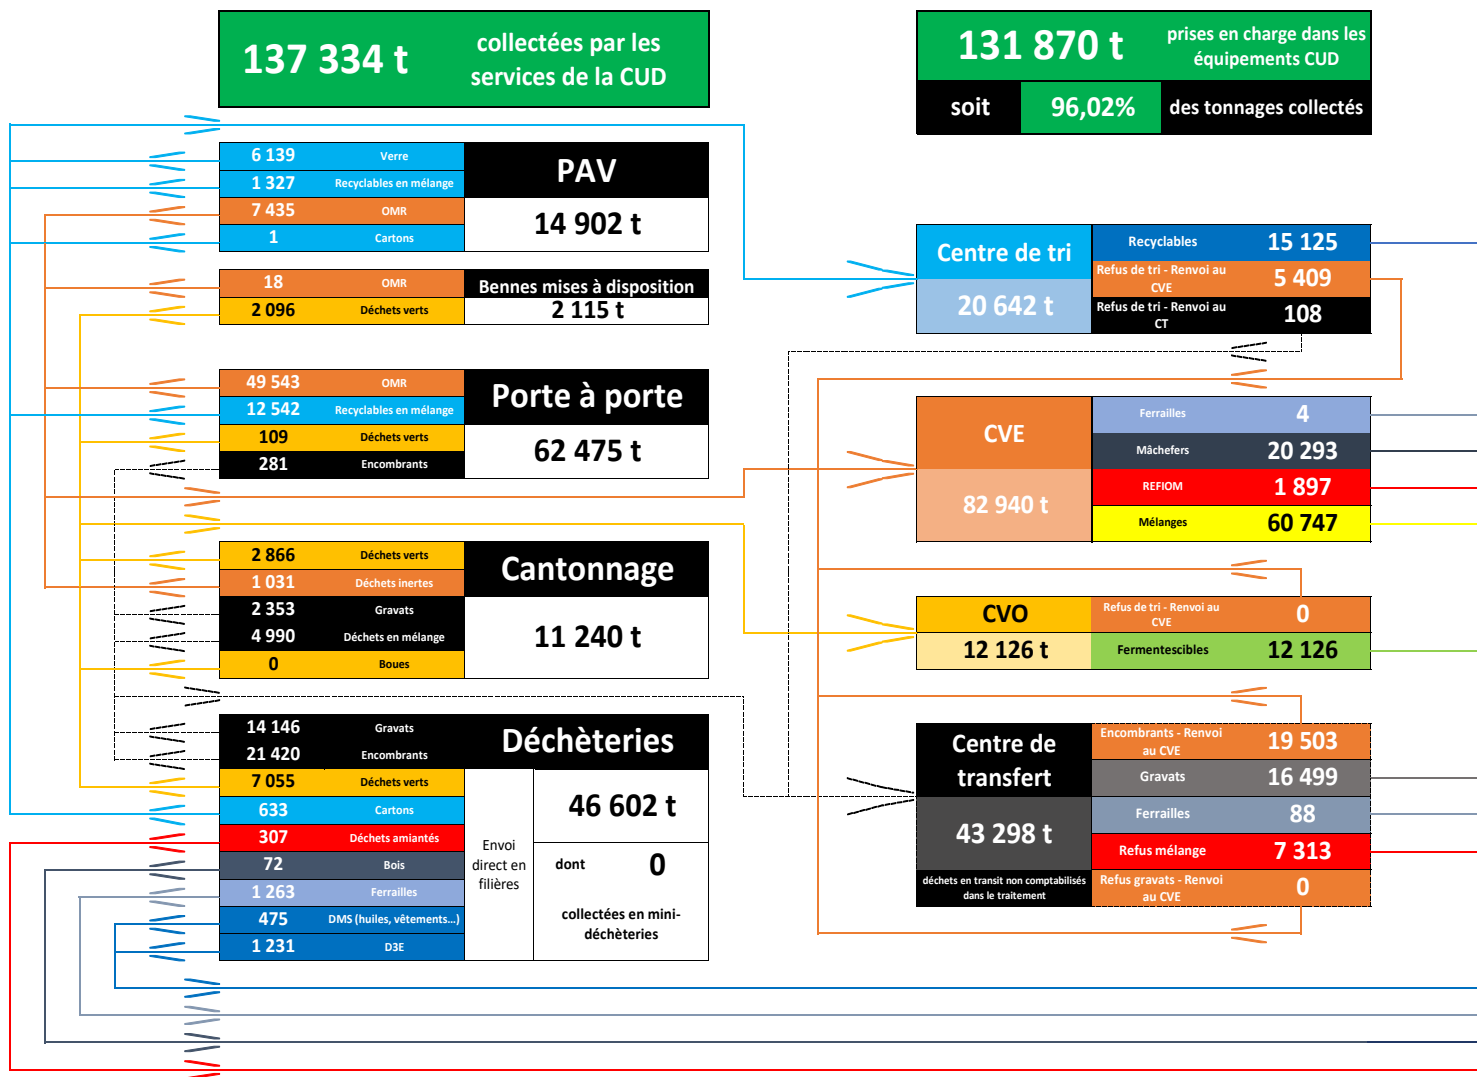 137 334 t
collectées par les
services de la CUD
131 870 t
prises en charge dans les
équipements CUD
soit 96,02% des tonnages collectés
6 139 Verre
1 327 Recyclables en mélange
7 435 OMR
1 Cartons
PAV
14 902 t
18 OMR
2 096 Déchets verts
Bennes mises à disposition
2 115 t
49 543 OMR
12 542 Recyclables en mélange
109 Déchets verts
281 Encombrants
Porte à porte
62 475 t
2 866 Déchets verts
1 031 Déchets inertes
2 353 Gravats
4 990 Déchets en mélange
0 Boues
Cantonnage
11 240 t
14 146 Gravats
21 420 Encombrants
7 055 Déchets verts
633 Cartons
307 Déchets amiantés
72 Bois
1 263 Ferrailles
475 DMS (huiles, vêtements…)
1 231 D3E
Déchèteries
Envoi
direct en
filières
46 602 t
dont 0
collectées en mini-
déchèteries
Centre de tri
20 642 t
Recyclables 15 125
Refus de tri - Renvoi au
CVE
5 409
Refus de tri - Renvoi au
CT
108
CVE
82 940 t
Ferrailles 4
Mâchefers 20 293
REFIOM 1 897
Mélanges 60 747
CVO
12 126 t
Refus de tri - Renvoi au
CVE
0
Fermentescibles 12 126
Centre de
transfert
43 298 t
déchets en transit non comptabilisés
dans le traitement
Encombrants - Renvoi
au CVE
19 503
Gravats 16 499
Ferrailles 88
Refus mélange 7 313
Refus gravats - Renvoi
au CVE
0